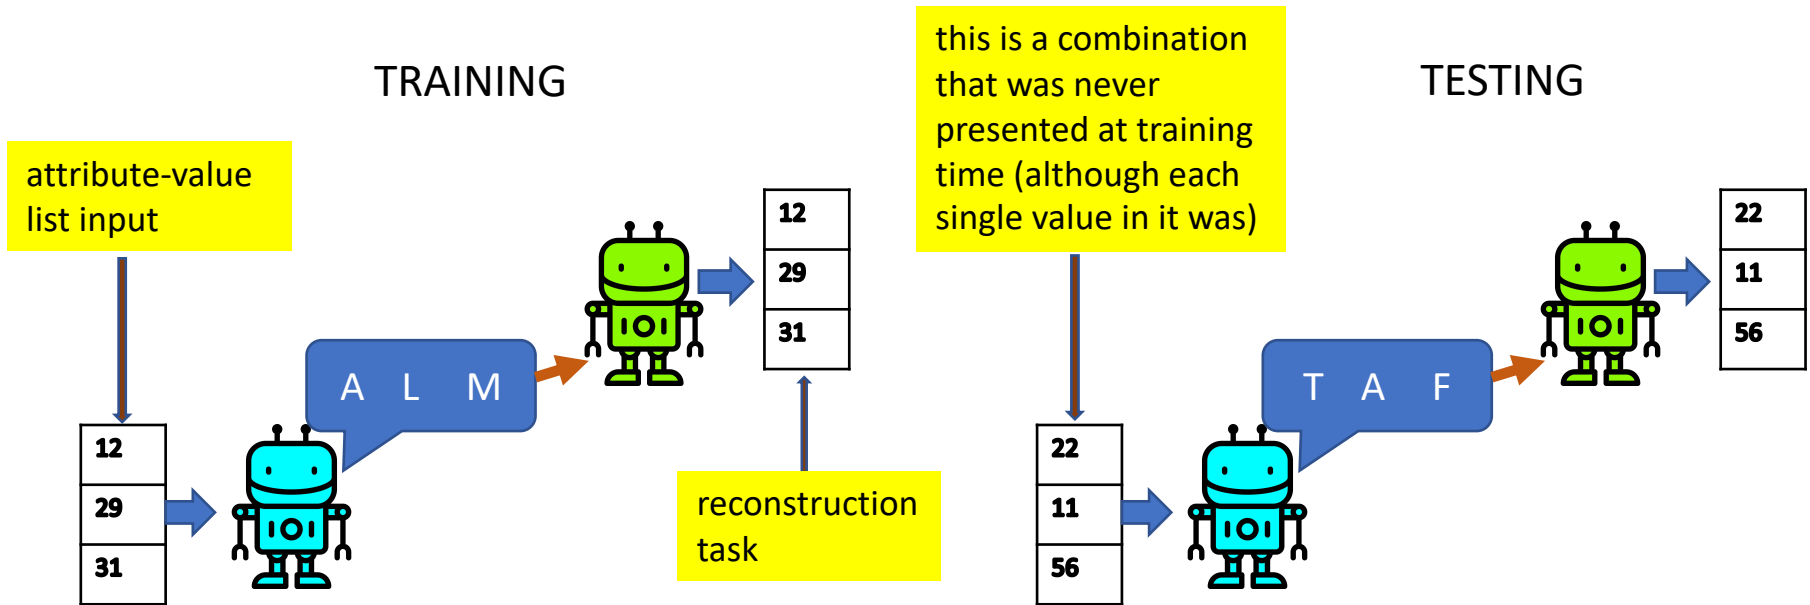 TRAINING
attribute-value
list input
12
29
31
A L M
12
29
31
reconstruction
task
this is a combination
that was never
presented at training
time (although each
single value in it was)
TESTING
22
11
56
T A F
22
11
56